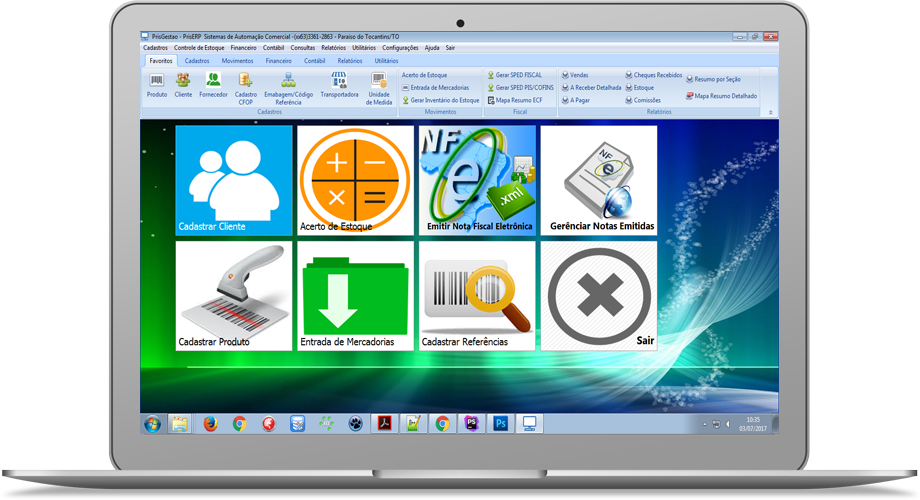 PrisGestao - PrisERP Sistemas de Automação Comercial -(xx63)3361-2863 - Paraiso do Tocantins/TO
Cadastros Controle de Estoque Financeiro Contábil Consultas Relatórios Utilitários Configurações Ajuda Sair
Favoritos Cadastros Movimentos Financeiro Contábil Relatórios Utilitários
Produto
Cliente
Fornecedor
Cadastro
CFOP
Emabagem/Código
Referência
Transportadora
Unidade
de Medida
Cadastros
Acerto de Estoque
Entrada de Mercadorias
Gerar Inventário do Estoque
Movimentos
Gerar SPED FISCAL
Gerar SPED PIS/COFINS
Mapa Resumo ECF
Fiscal
Vendas
A Receber Detalhada
A Pagar
Cheques Recebidos
Estoque
Comissões
Resumo por Seção
Mapa Resumo Detalhado
Relatórios
Cadastrar Cliente
Acerto de Estoque
NF
e
.xml
Emitir Nota Fiscal Eletrônica
NF
e
Gerênciar Notas Emitidas
Cadastrar Produto
Entrada de Mercadorias
Cadastrar Referências
Sair
PS
Ps
10:35
03/07/2017